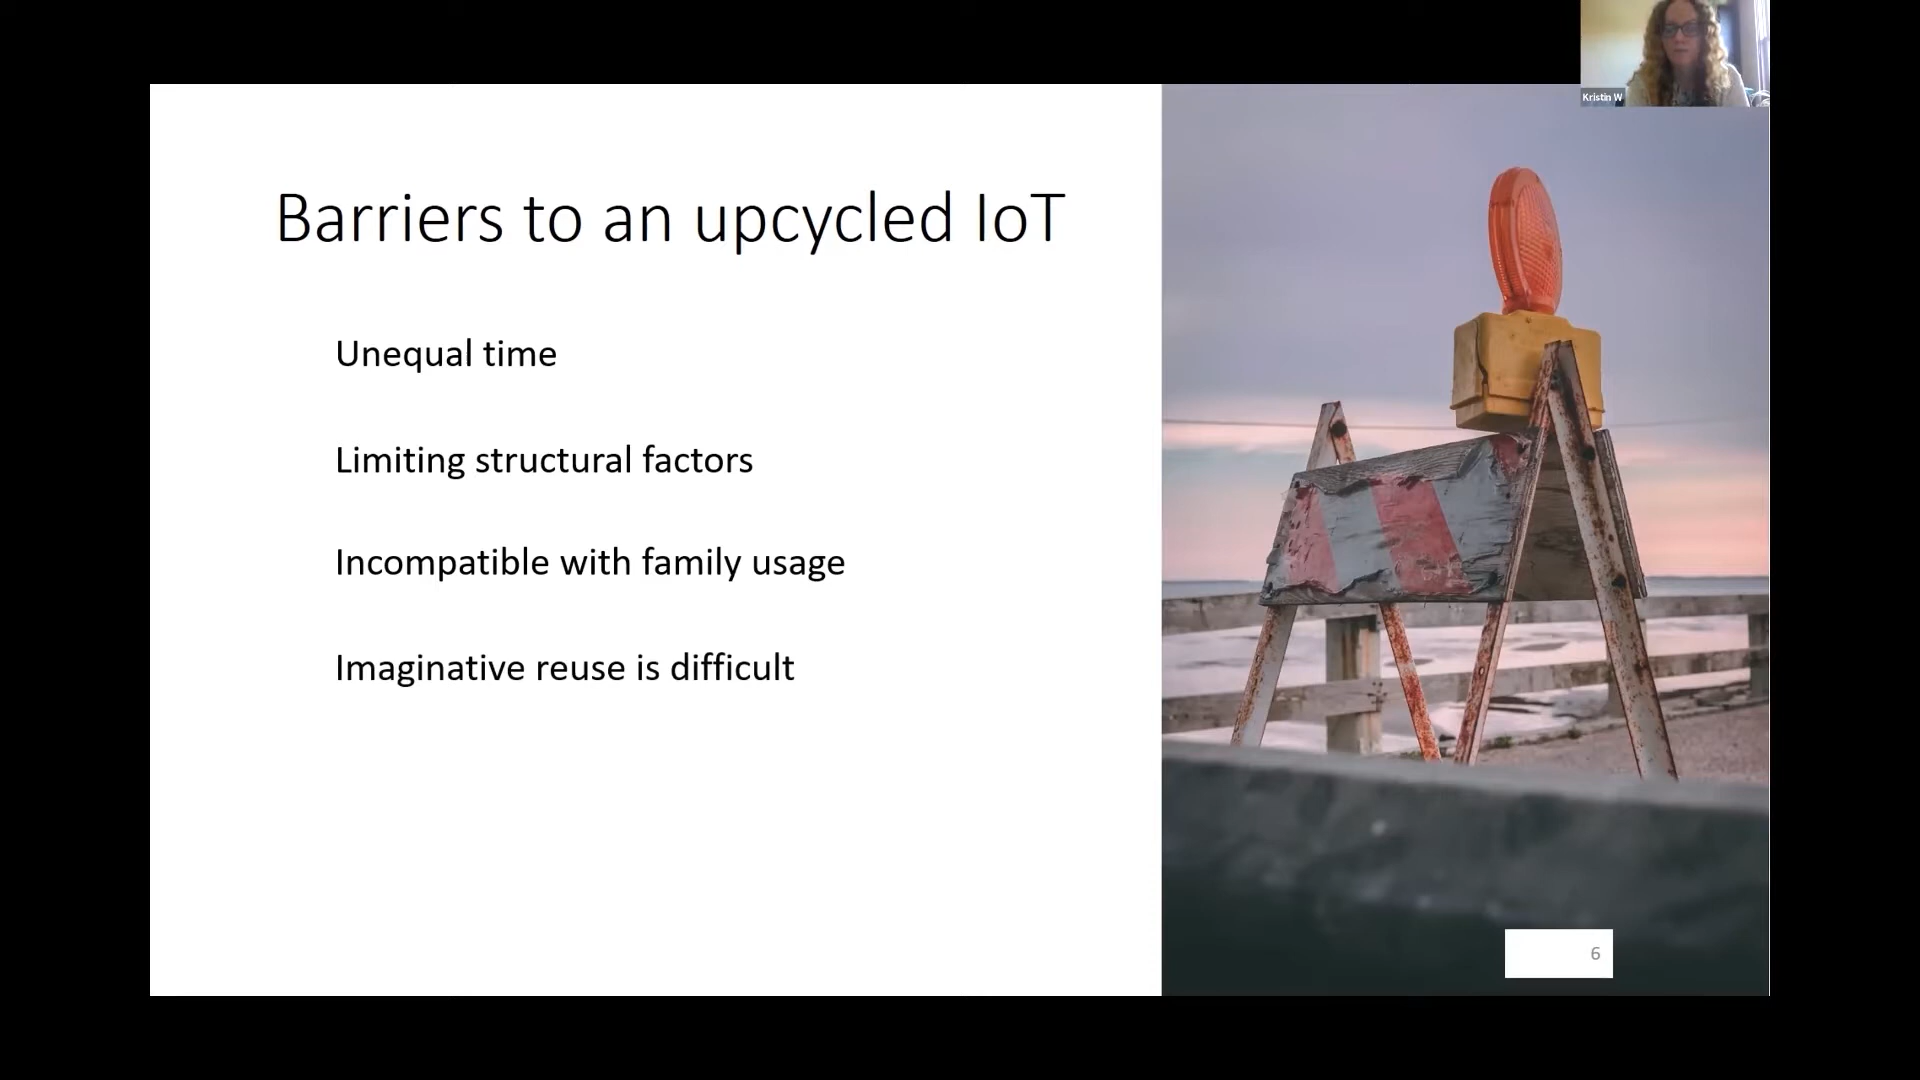 Kristin W
Barriers to an upcycled IoT
Unequal time
Limiting structural factors
Incompatible with family usage
Imaginative reuse is difficult
6